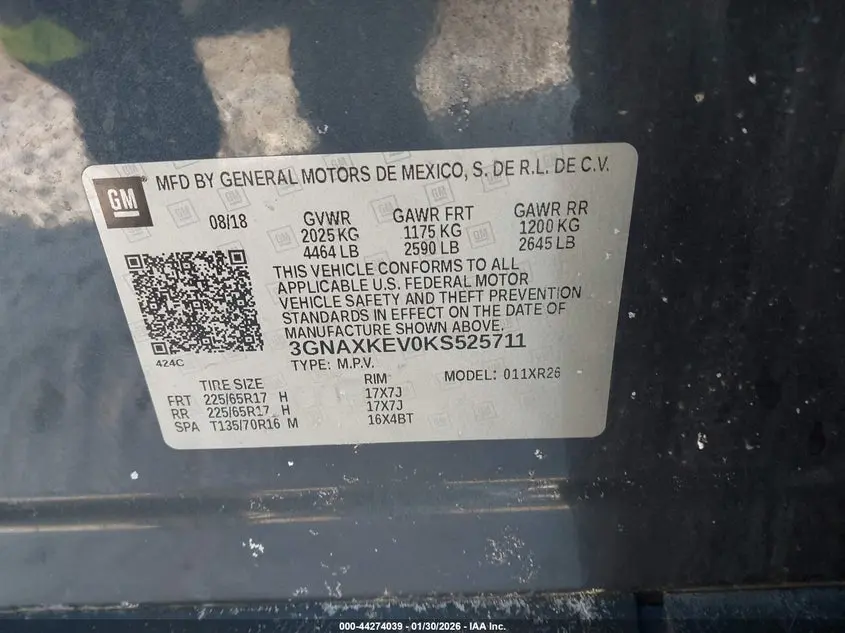 GM
MFD BY GENERAL MOTORS DE MEXICO, S. DE R.L. DE C.V.
08/18 GVWR GAWR FRT GAWR RR
2025 KG 1175 KG 1200 KG
4464 LB 2590 LB 2645 LB
THIS VEHICLE CONFORMS TO ALL
APPLICABLE U.S. FEDERAL MOTOR
VEHICLE SAFETY AND THEFT PREVENTION
STANDARDS IN EFFECT ON THE DATE OF
MANUFACTURE SHOWN ABOVE.
424C
3GNAXKEV0KS525711
TYPE: M.P.V. MODEL: 011XR26
TIRE SIZE RIM
FRT 225/65R17 H 17X7J
RR 225/65R17 H 17X7J
SPA T135/70R16 M 16X4BT
000-44274039 - 01/30/2026 - IAA Inc.